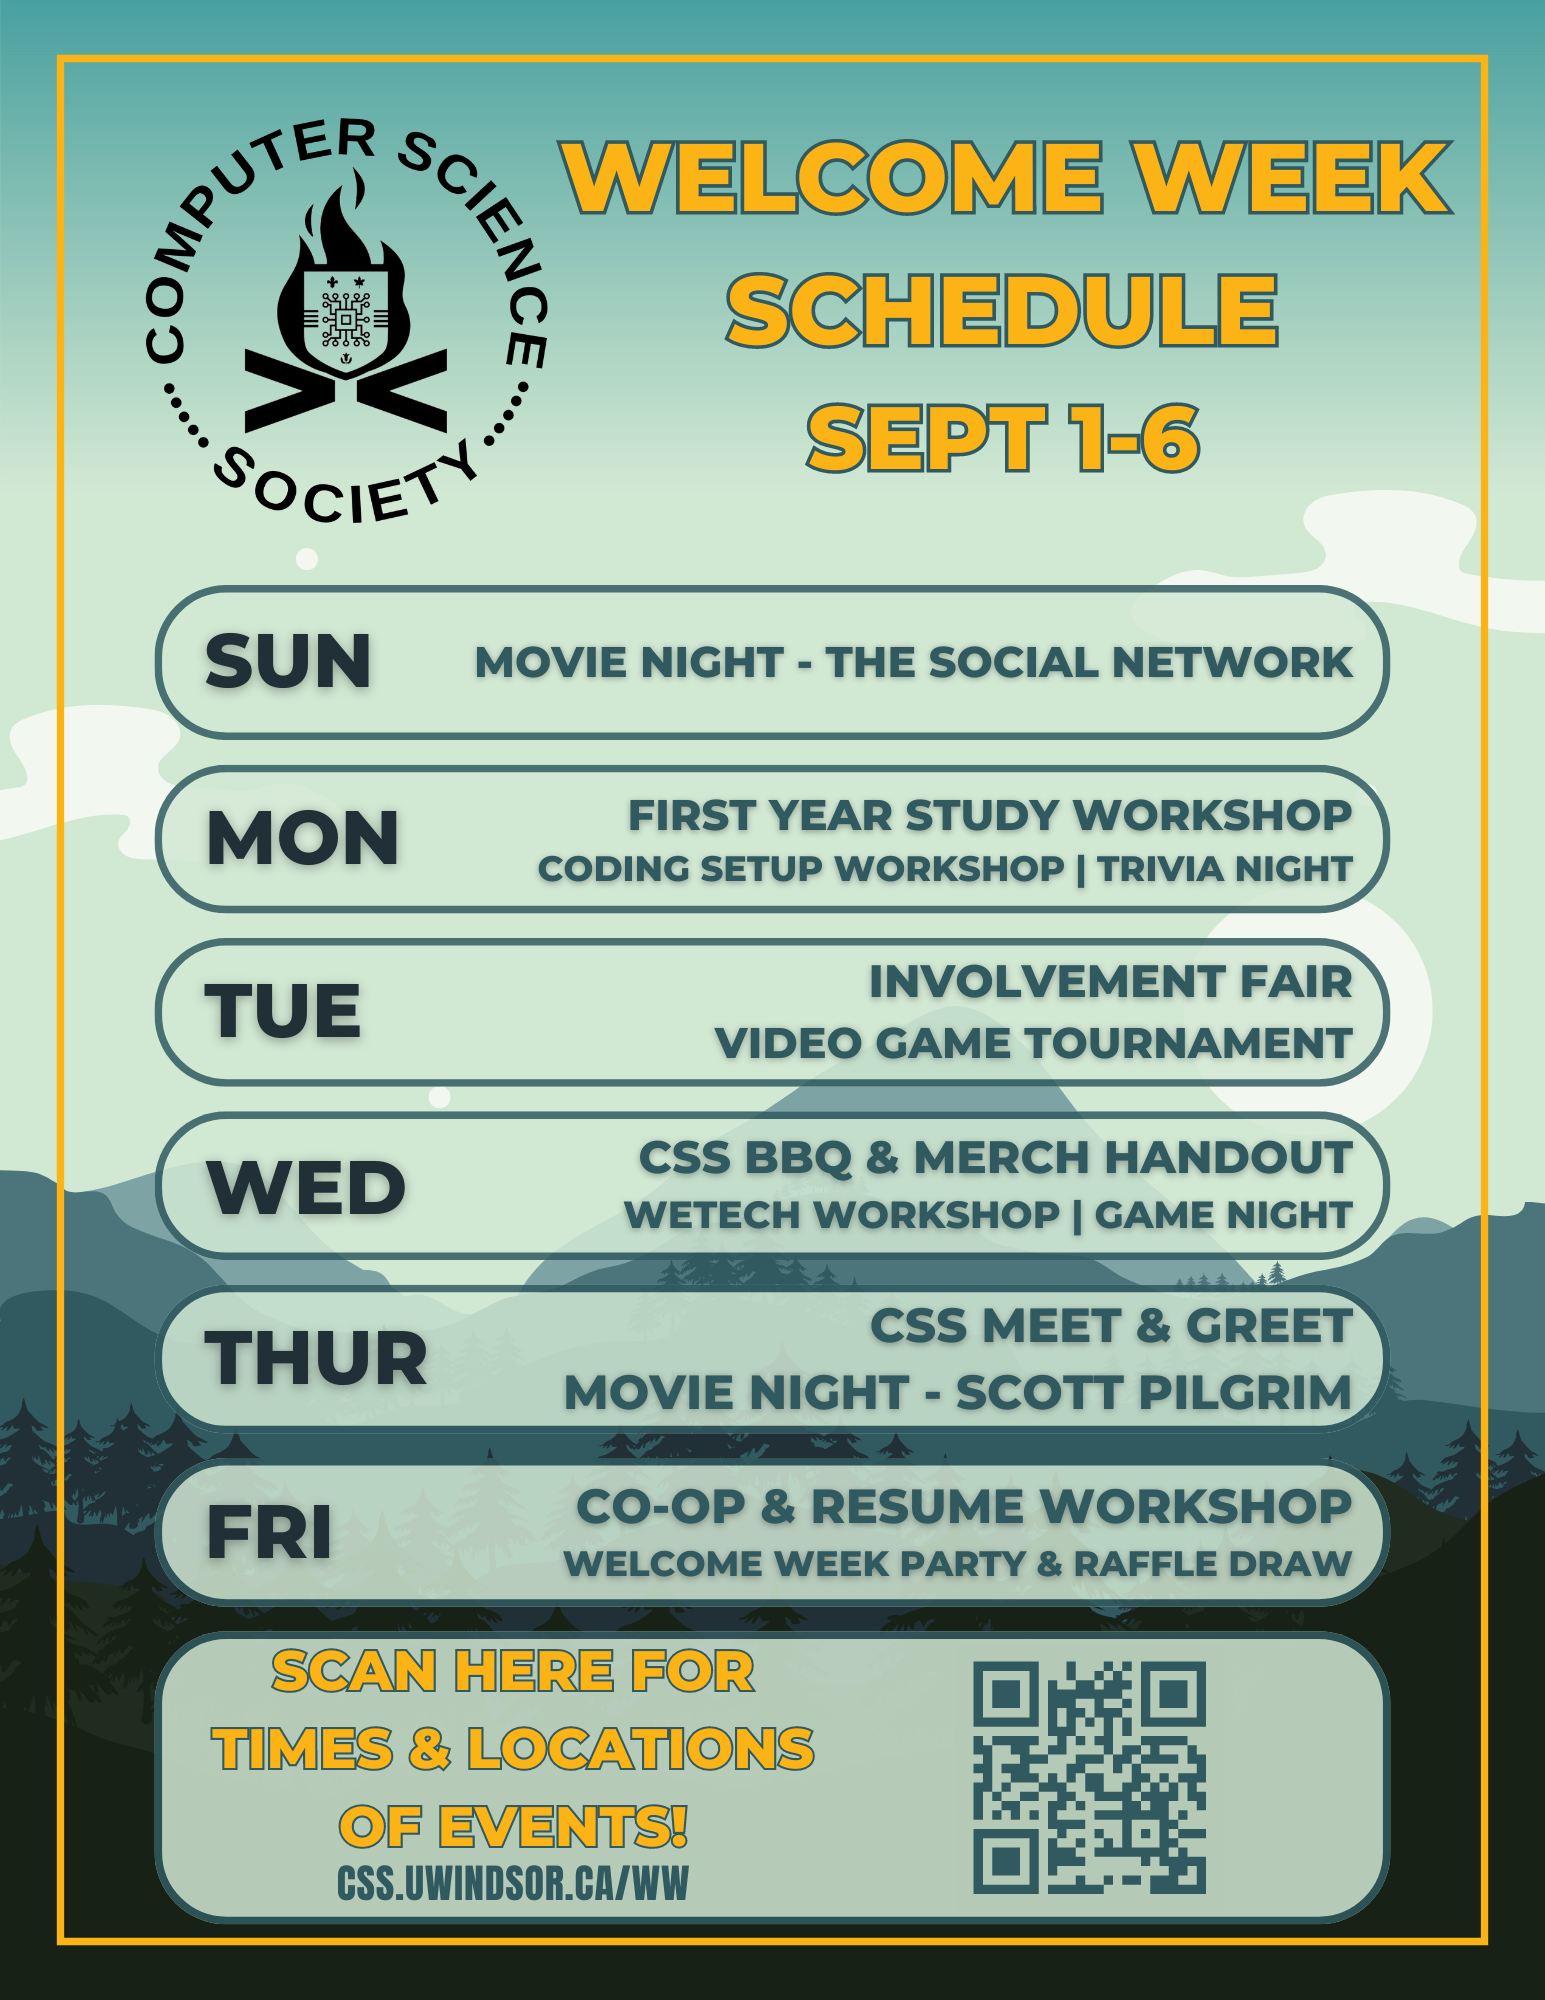 COMPUTER SCIENCE
SOCIETY
WELCOME WEEK
SCHEDULE
SEPT 1-6
SUN
MOVIE NIGHT - THE SOCIAL NETWORK
MON
FIRST YEAR STUDY WORKSHOP
CODING SETUP WORKSHOP | TRIVIA NIGHT
TUE
INVOLVEMENT FAIR
VIDEO GAME TOURNAMENT
WED
CSS BBQ & MERCH HANDOUT
WETECH WORKSHOP | GAME NIGHT
THUR
CSS MEET & GREET
MOVIE NIGHT - SCOTT PILGRIM
FRI
CO-OP & RESUME WORKSHOP
WELCOME WEEK PARTY & RAFFLE DRAW
SCAN HERE FOR
TIMES & LOCATIONS
OF EVENTS!
CSS.UWINDSOR.CA/WW